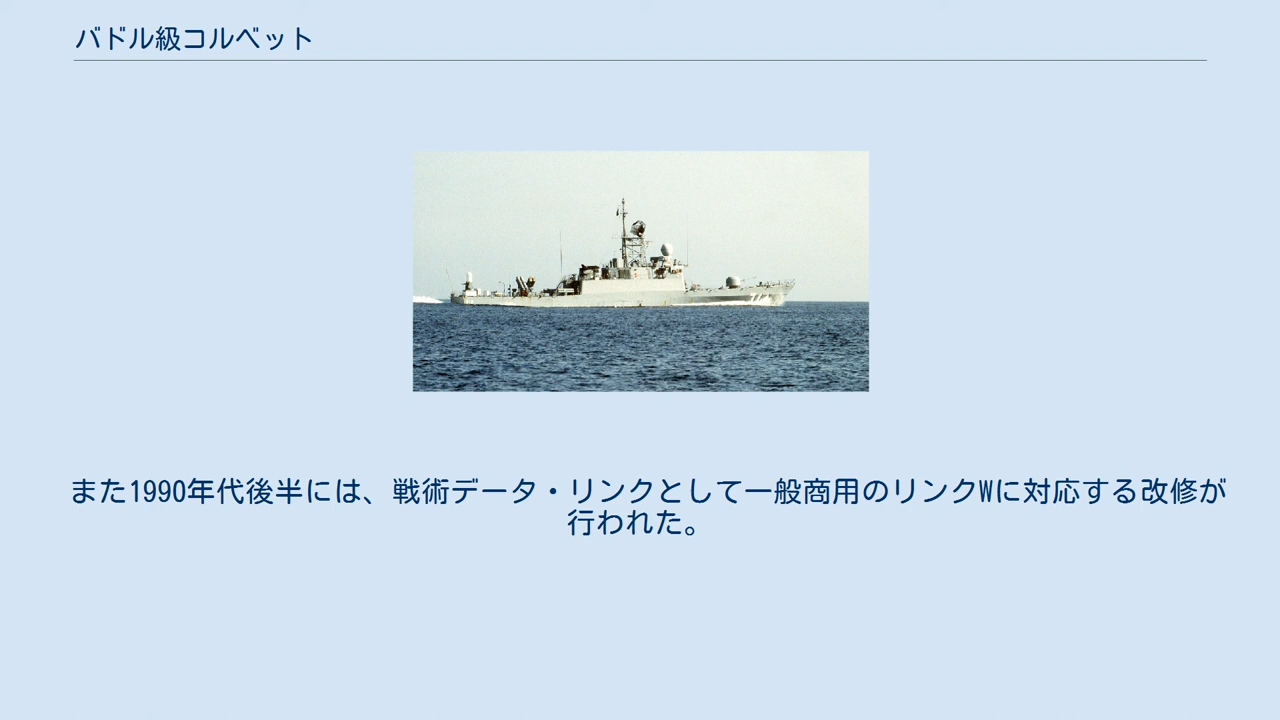 バドル級コルベット
また1990年代後半には、戦術データ・リンクとして一般商用のリンクWに対応する改修が
行われた。